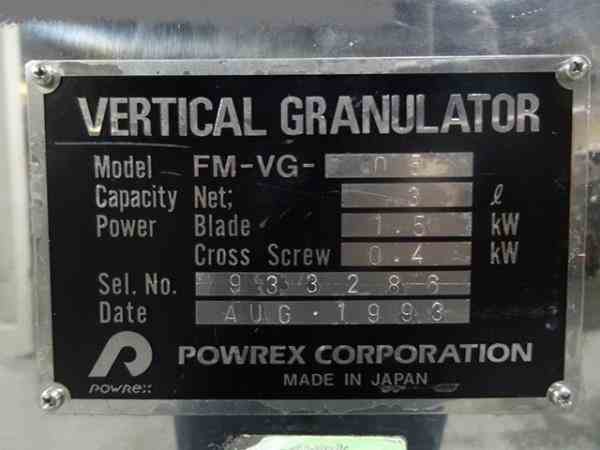 VERTICAL GRANULATOR
Model FM-VG- 05
Capacity Net; 3 ℓ
Power Blade 1.5 kW
Cross Screw 0.4 kW
Sel. No. 933286
Date AUG·1993
POWREX CORPORATION
POWREX
MADE IN JAPAN